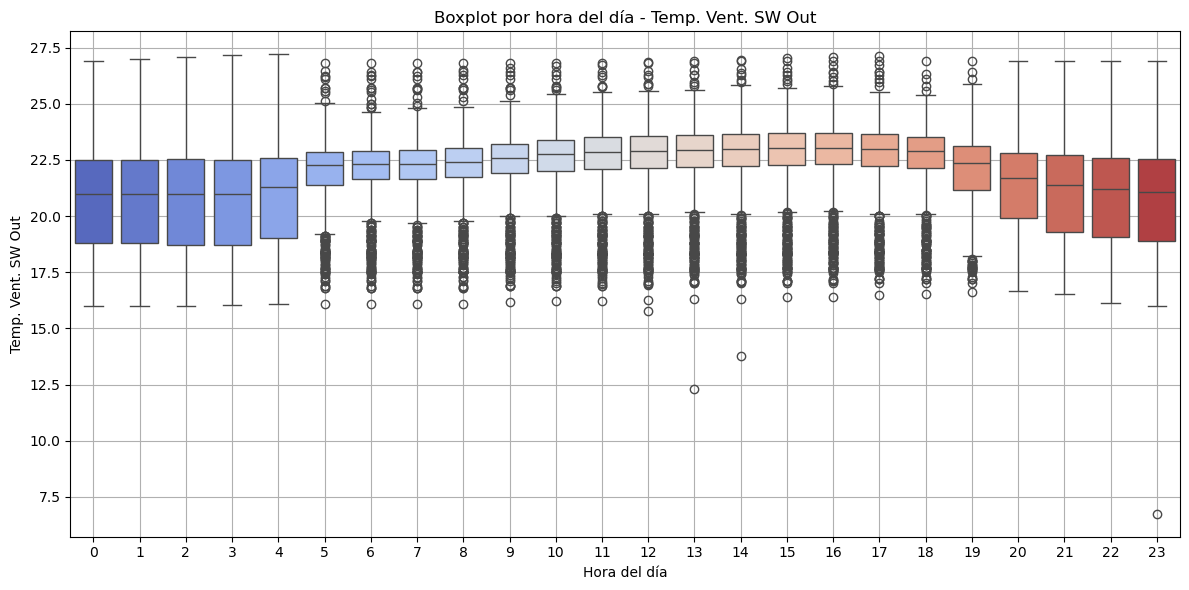 Boxplot por hora del día - Temp. Vent. SW Out
Temp. Vent. SW Out
27.5
25.0
22.5
20.0
17.5
15.0
12.5
10.0
7.5
0 1 2 3 4 5 6 7 8 9 10 11 12 13 14 15 16 17 18 19 20 21 22 23
Hora del día